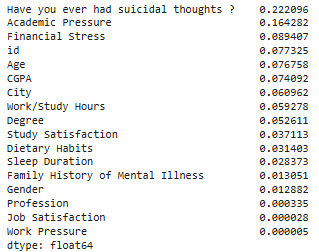 Have you ever had suicidal thoughts ?    0.222096
Academic Pressure                        0.164282
Financial Stress                         0.089407
id                                       0.077325
Age                                      0.076758
CGPA                                     0.074092
City                                     0.060962
Work/Study Hours                         0.059278
Degree                                   0.052611
Study Satisfaction                       0.037113
Dietary Habits                           0.031403
Sleep Duration                           0.028373
Family History of Mental Illness         0.013051
Gender                                   0.012882
Profession                               0.000335
Job Satisfaction                         0.000028
Work Pressure                            0.000005
dtype: float64